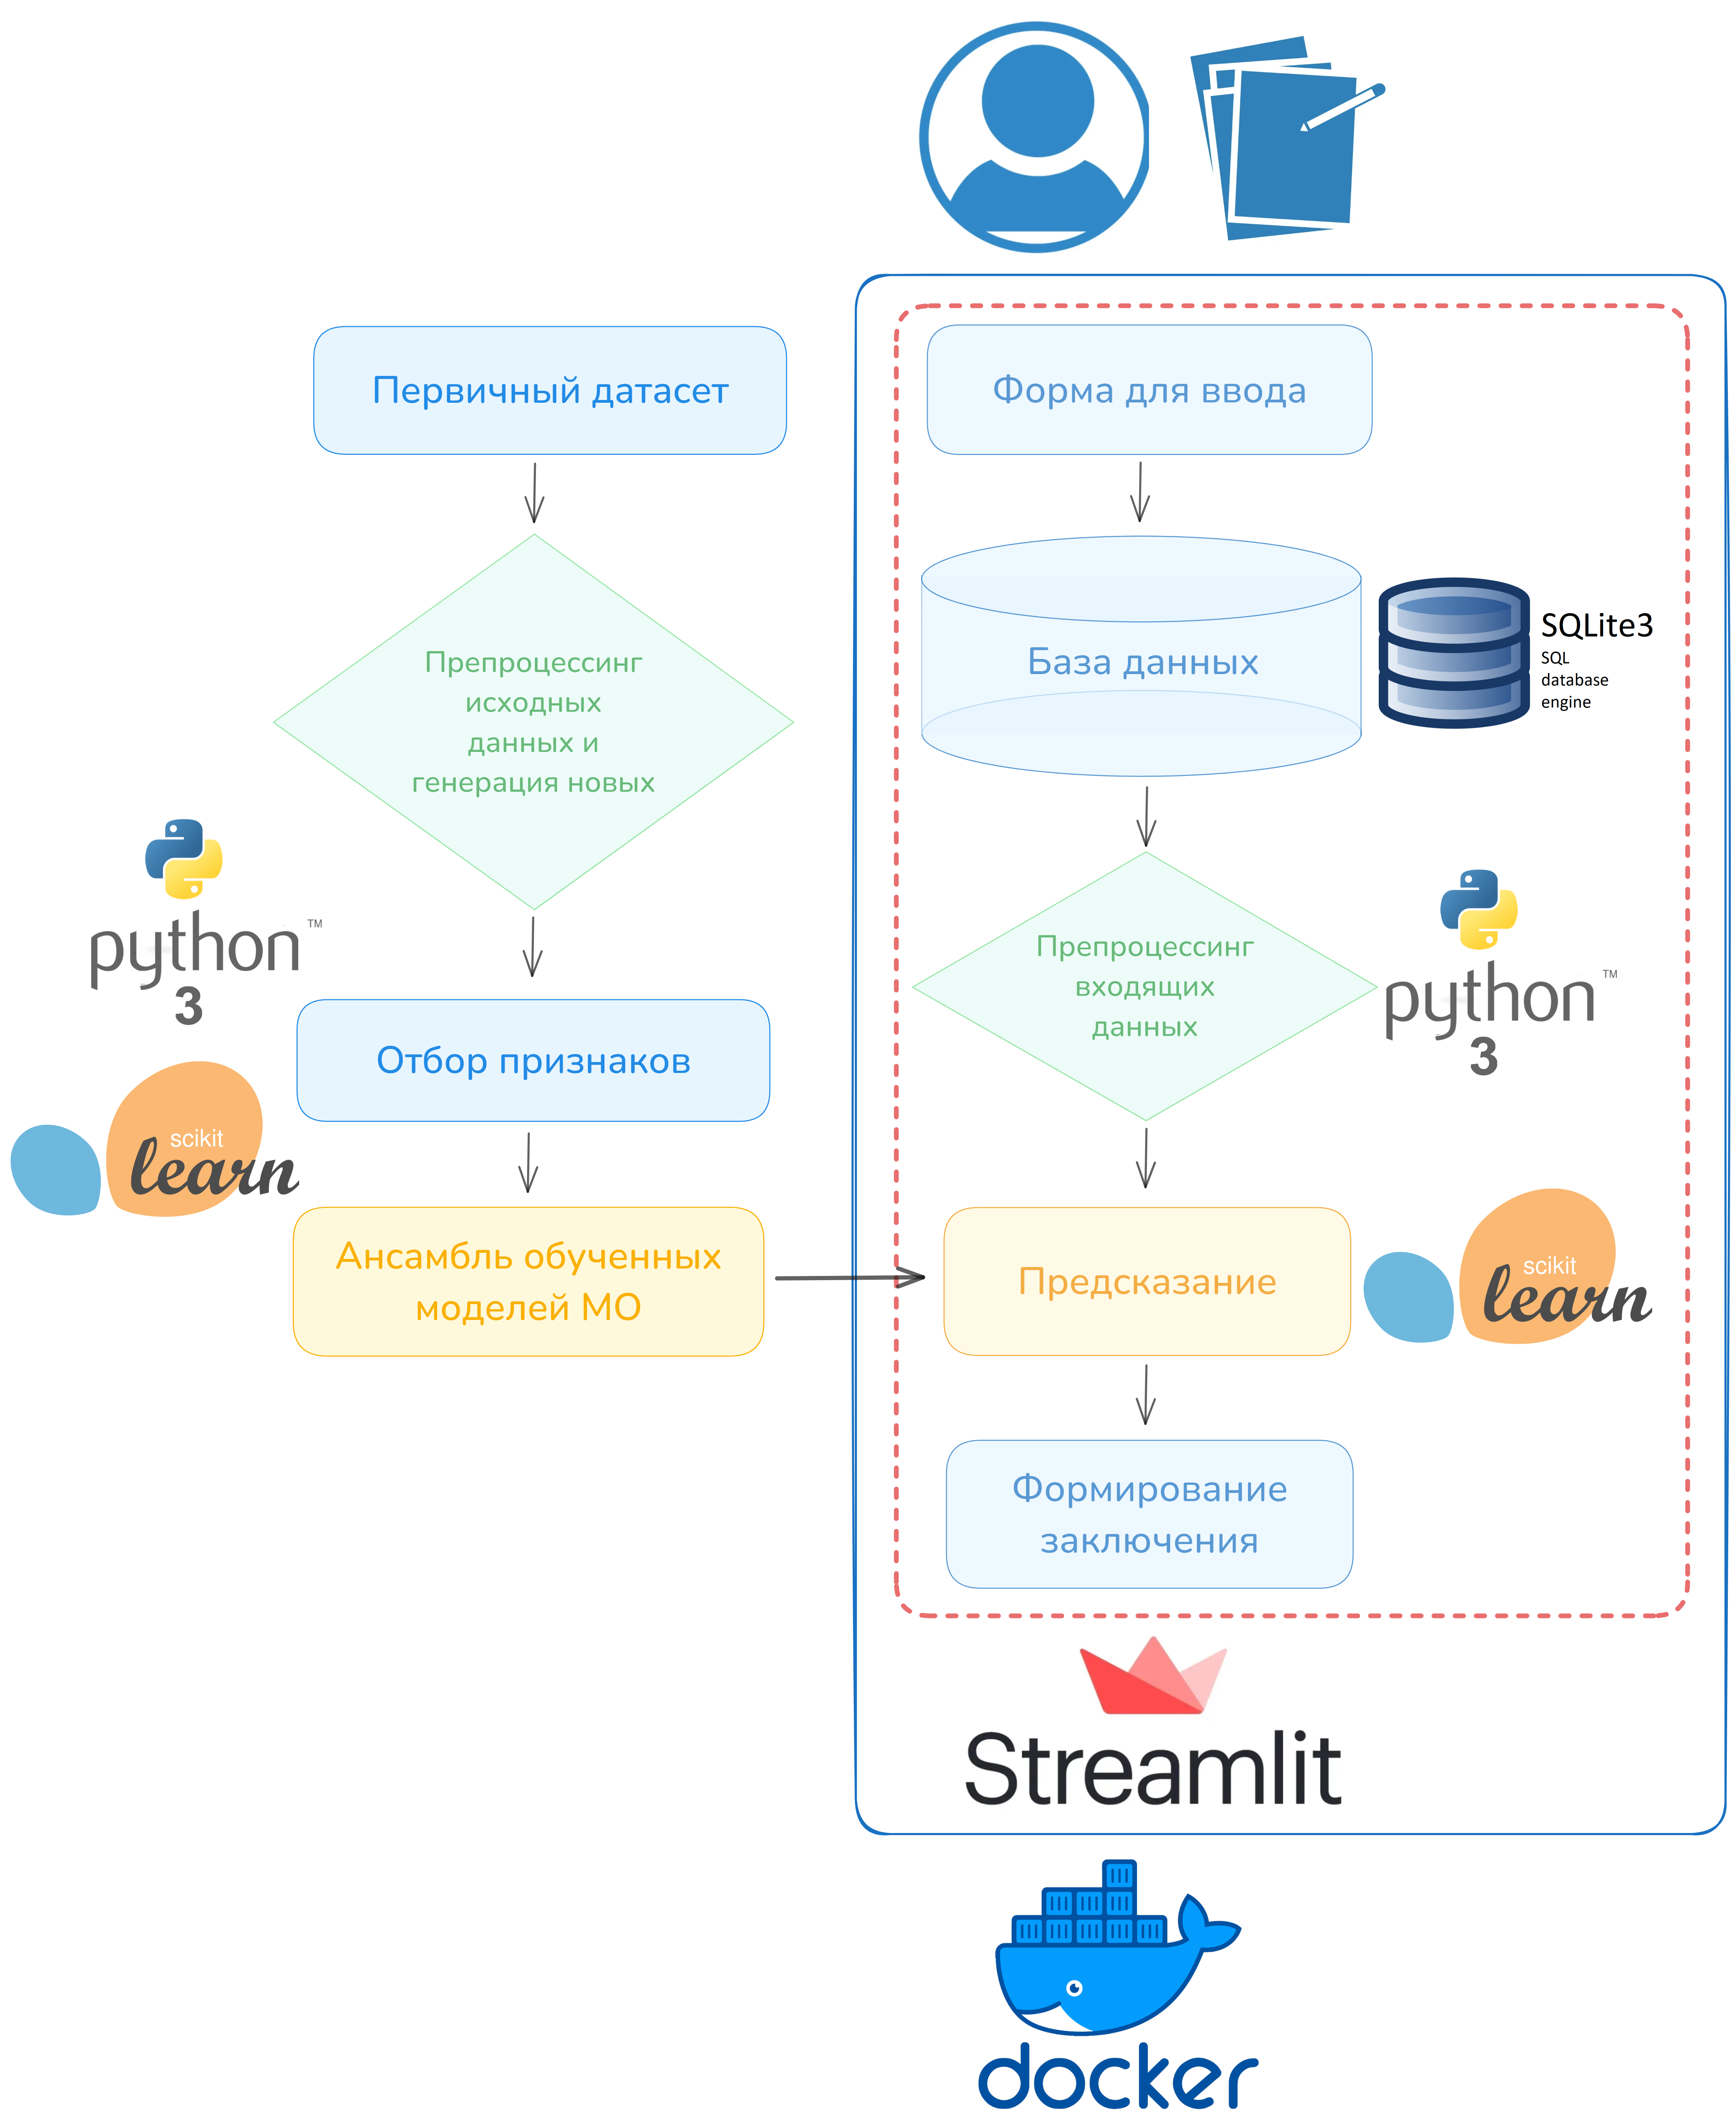 Первичный датасет
Препроцессинг
исходных
данных и
генерация новых
python™
3
Отбор признаков
scikit
learn
Ансамбль обученных
моделей МО
Форма для ввода
База данных
SQLite3
SQL
database
engine
Препроцессинг
входящих
данных
python™
3
Предсказание
scikit
learn
Формирование
заключения
Streamlit
docker